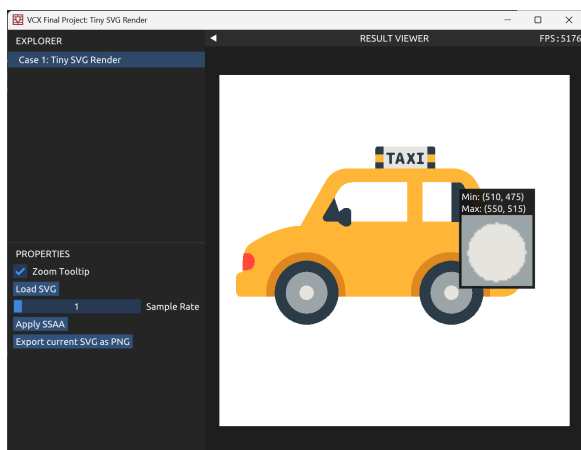 VCX Final Project: Tiny SVG Render
EXPLORER
Case 1: Tiny SVG Render
PROPERTIES
Zoom Tooltip
Load SVG
1 Sample Rate
Apply SSAA
Export current SVG as PNG
RESULT VIEWER
FPS:5176
TAXI
Min: (510, 475)
Max: (550, 515)